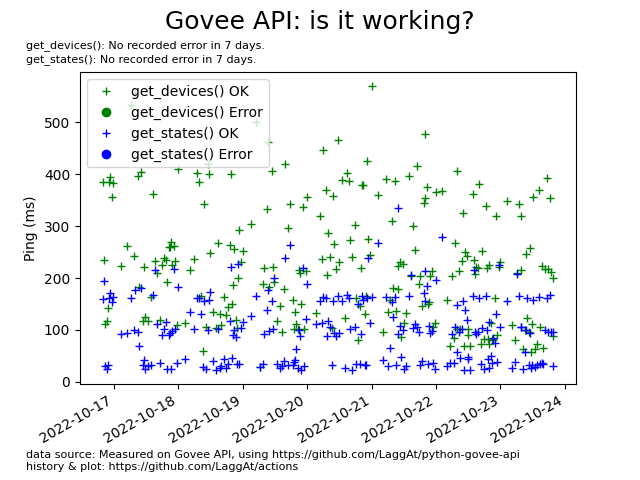 Govee API: is it working?
get_devices(): No recorded error in 7 days.
get_states(): No recorded error in 7 days.
get_devices() OK
get_devices() Error
get_states() OK
get_states() Error
Ping (ms)
500
400
300
200
100
0
2022-10-17
2022-10-18
2022-10-19
2022-10-20
2022-10-21
2022-10-22
2022-10-23
2022-10-24
data source: Measured on Govee API, using https://github.com/LaggAt/python-govee-api
history & plot: https://github.com/LaggAt/actions